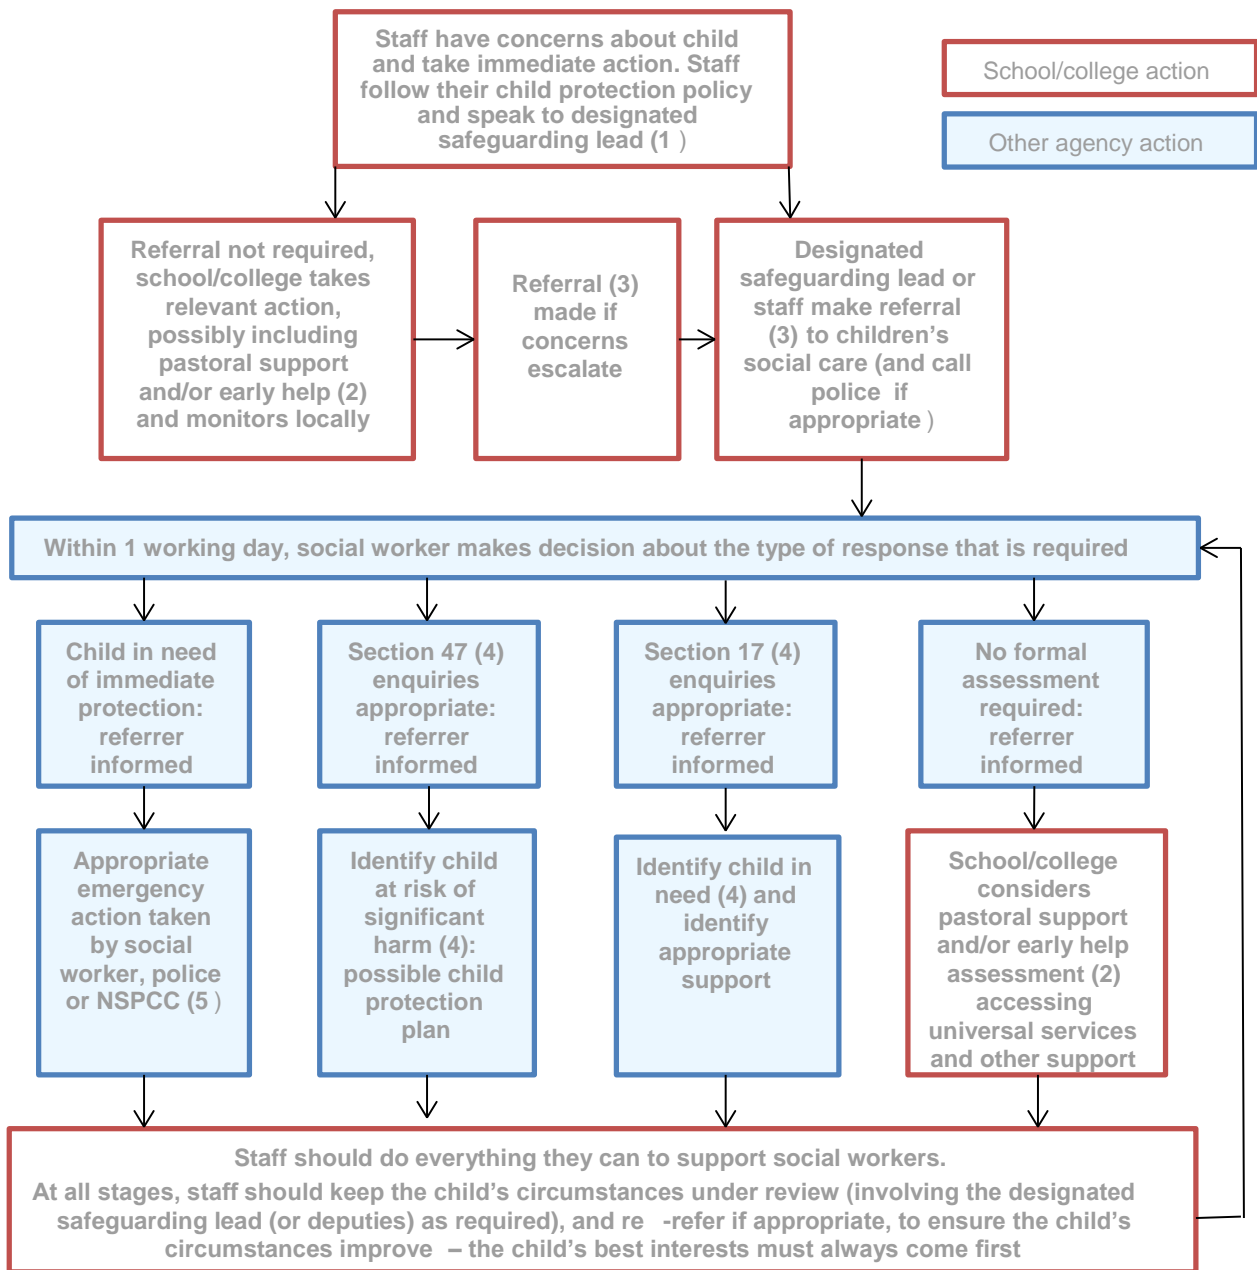 Staff have concerns about child
and take immediate action. Staff
follow their child protection policy
and speak to designated
safeguarding lead (1 )
School/college action
Other agency action
Referral not required,
school/college takes
relevant action,
possibly including
pastoral support
and/or early help (2)
and monitors locally
Referral (3)
made if
concerns
escalate
Designated
safeguarding lead or
staff make referral
(3) to children’s
social care (and call
police if
appropriate )
Within 1 working day, social worker makes decision about the type of response that is required
Child in need
of immediate
protection:
referrer
informed
Section 47 (4)
enquiries
appropriate:
referrer
informed
Section 17 (4)
enquiries
appropriate:
referrer
informed
No formal
assessment
required:
referrer
informed
Appropriate
emergency
action taken
by social
worker, police
or NSPCC (5 )
Identify child
at risk of
significant
harm (4):
possible child
protection
plan
Identify child in
need (4) and
identify
appropriate
support
School/college
considers
pastoral support
and/or early help
assessment (2)
accessing
universal services
and other support
Staff should do everything they can to support social workers.
At all stages, staff should keep the child’s circumstances under review (involving the designated
safeguarding lead (or deputies) as required), and re -refer if appropriate, to ensure the child’s
circumstances improve – the child’s best interests must always come first